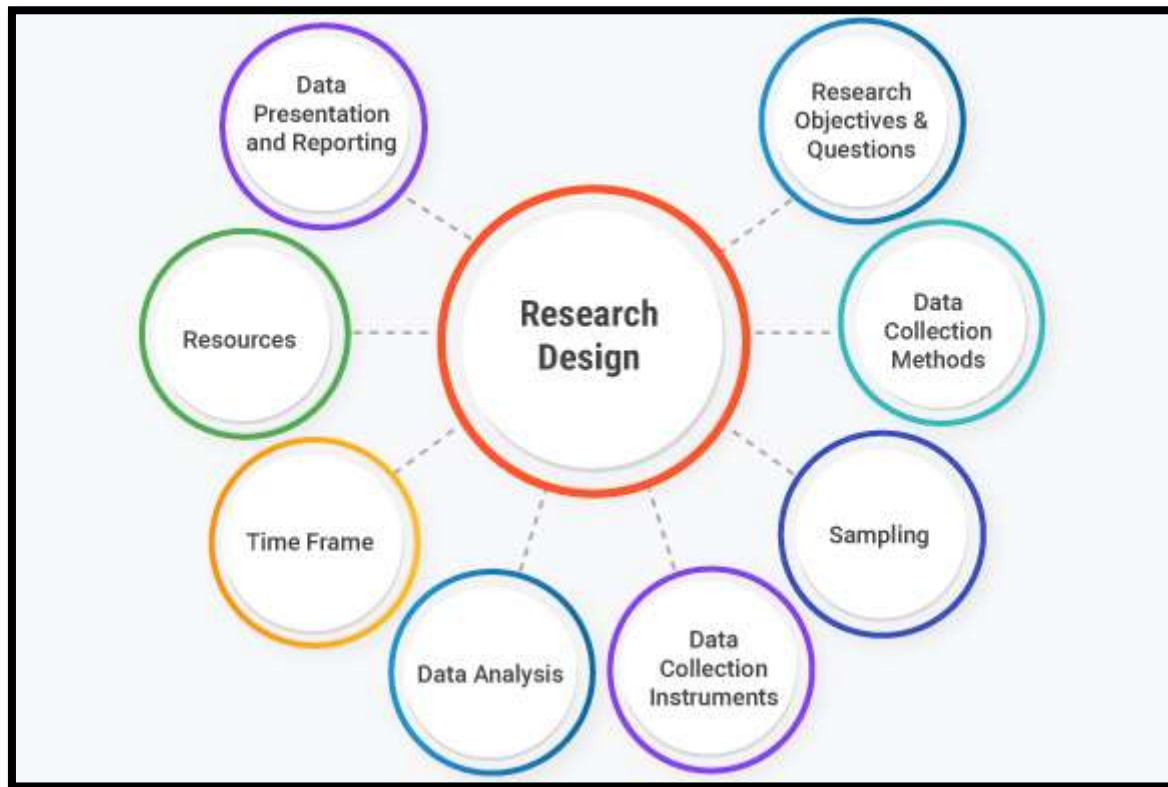 Research
Design
Research
Objectives &
Questions
Data
Collection
Methods
Sampling
Data
Collection
Instruments
Data Analysis
Time Frame
Resources
Data
Presentation
and Reporting